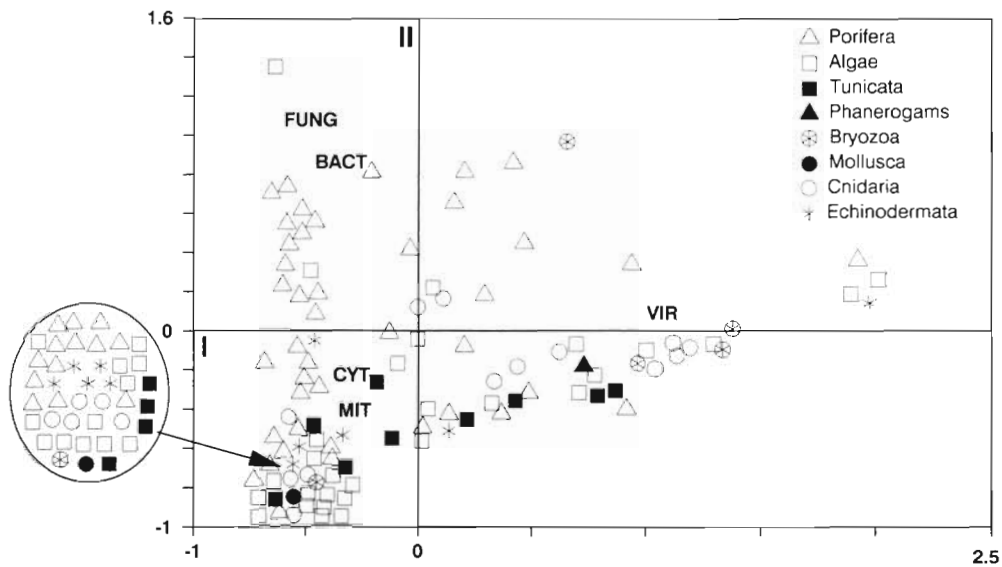 1.6
II
Porifera
Algae
Tunicata
Phanerogams
Bryozoa
Mollusca
Cnidaria
Echinodermata
FUNG
BACT
VIR
0
I
CYT
MIT
-1
-1
0
2.5